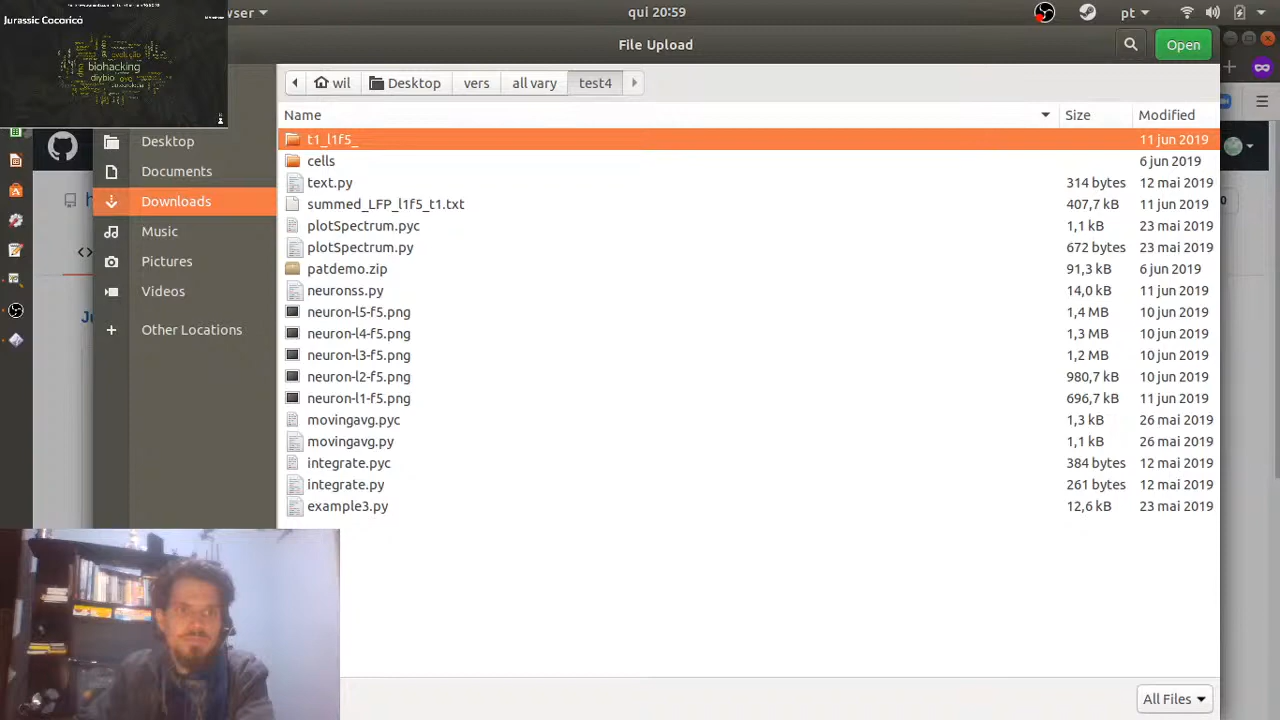 Jurassic Cocoricó
biohacking
diybio
evolução
wser
qui 20:59
pt
File Upload
Open
wil
Desktop
vers
all vary
test4
Name
Size
Modified
Desktop
Documents
Downloads
Music
Pictures
Videos
Other Locations
t1_l1f5_
11 jun 2019
cells
6 jun 2019
text.py
314 bytes
12 mai 2019
summed_LFP_l1f5_t1.txt
407,7 kB
11 jun 2019
plotSpectrum.pyc
1,1 kB
23 mai 2019
plotSpectrum.py
672 bytes
23 mai 2019
patdemo.zip
91,3 kB
6 jun 2019
neuronss.py
14,0 kB
11 jun 2019
neuron-l5-f5.png
1,4 MB
10 jun 2019
neuron-l4-f5.png
1,3 MB
10 jun 2019
neuron-l3-f5.png
1,2 MB
10 jun 2019
neuron-l2-f5.png
980,7 kB
10 jun 2019
neuron-l1-f5.png
696,7 kB
11 jun 2019
movingavg.pyc
1,3 kB
26 mai 2019
movingavg.py
1,1 kB
26 mai 2019
integrate.pyc
384 bytes
12 mai 2019
integrate.py
261 bytes
12 mai 2019
example3.py
12,6 kB
23 mai 2019
All Files